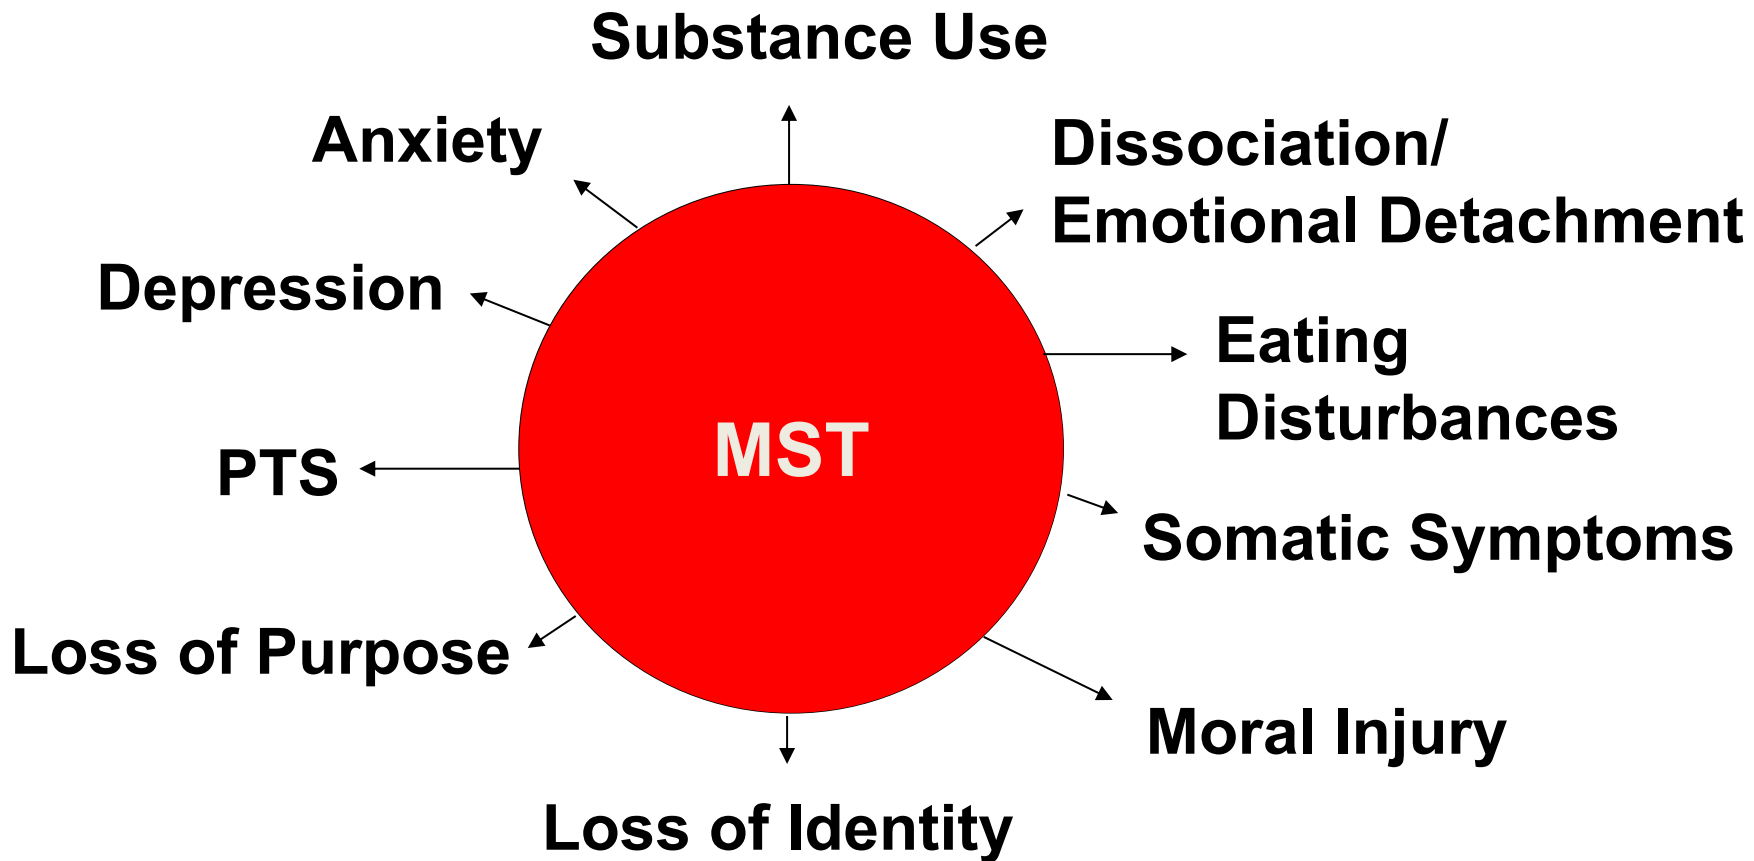 Substance Use
Anxiety
Dissociation/
Emotional Detachment
Depression
Eating
Disturbances
MST
PTS
Somatic Symptoms
Loss of Purpose
Moral Injury
Loss of Identity